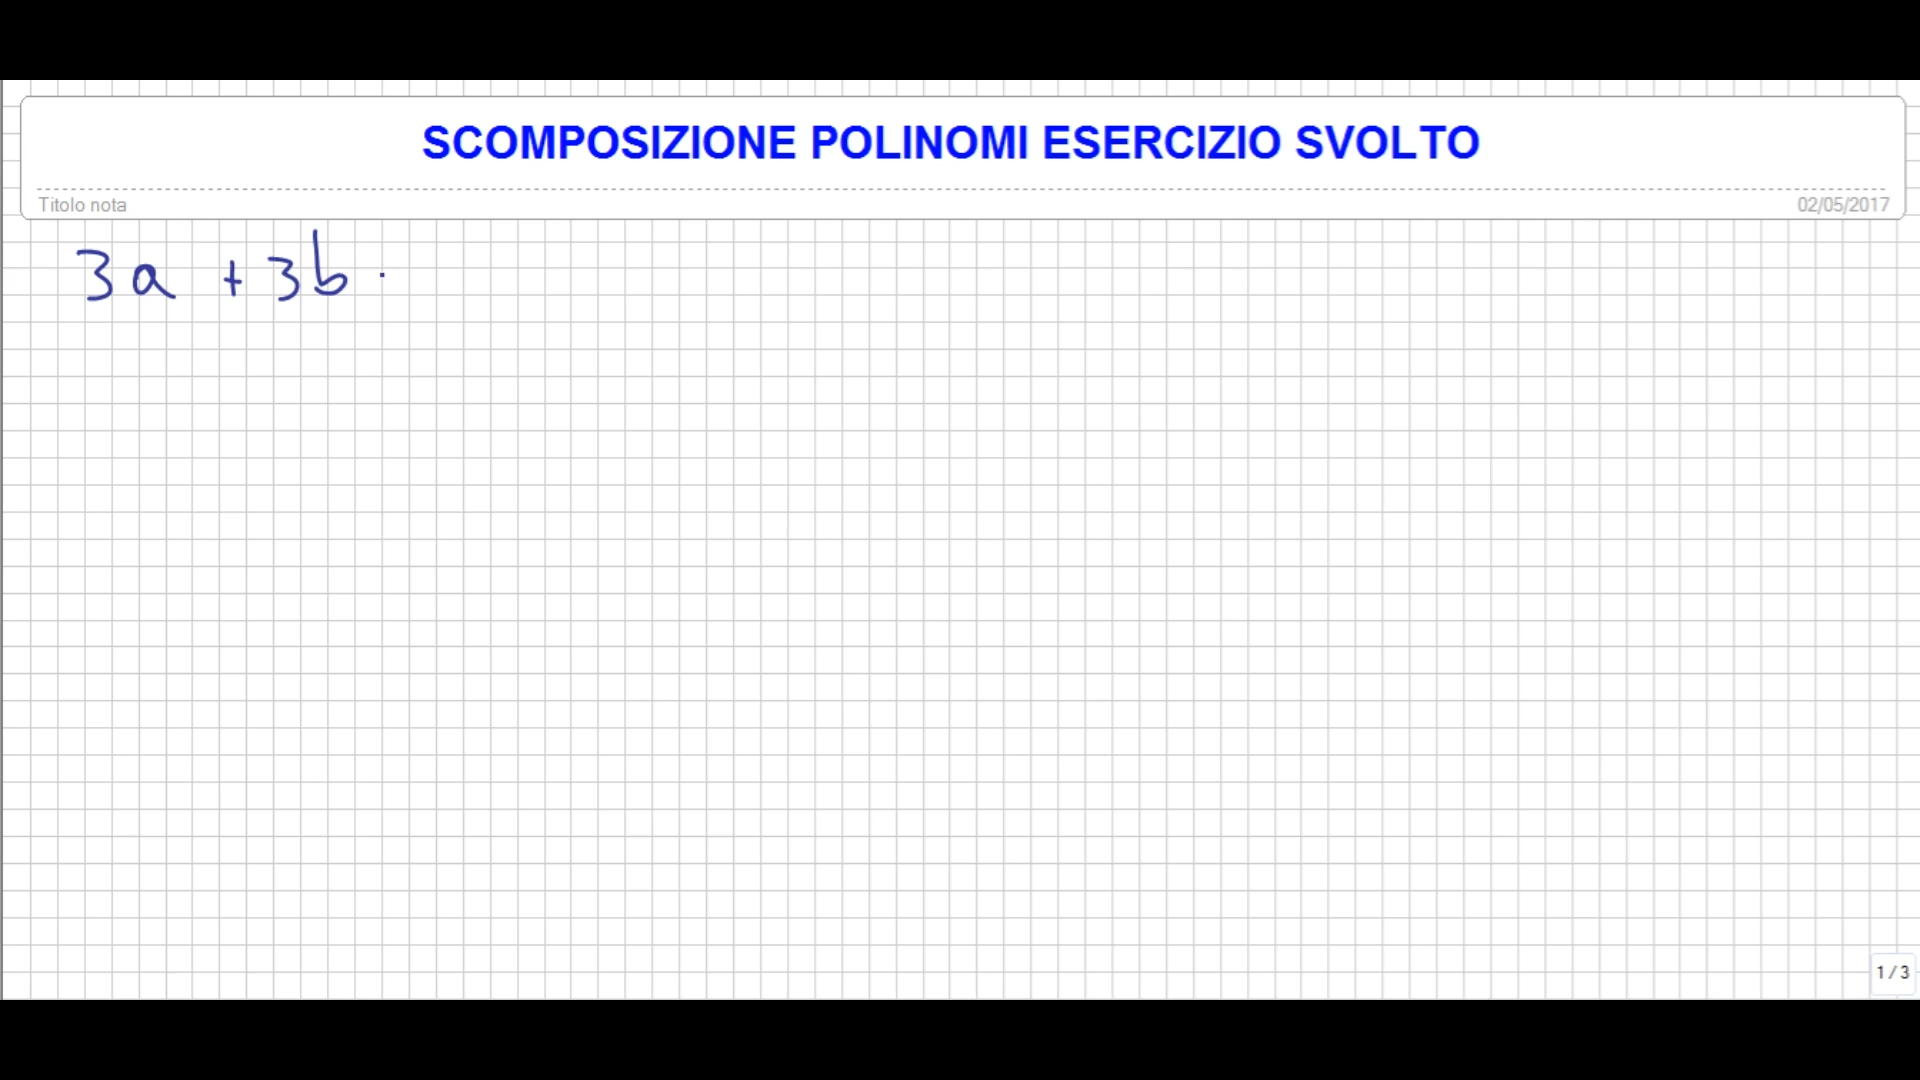 SCOMPOSIZIONE POLINOMI ESERCIZIO SVOLTO
Titolo nota 02/05/2017
3a + 3b ·
1 / 3